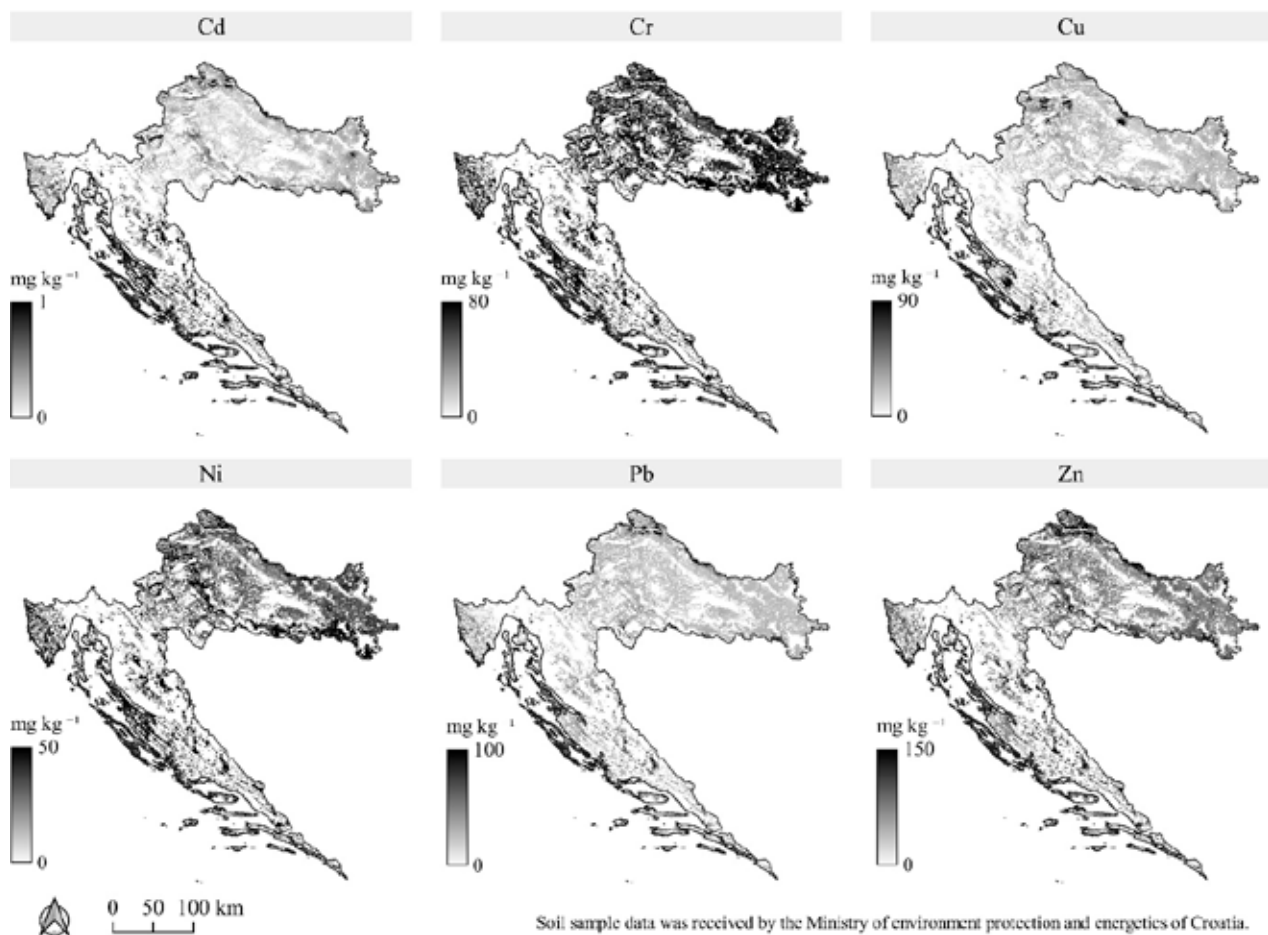 Cd
Cr
Cu
mg kg ⁻¹
1
0
mg kg ⁻¹
80
0
mg kg ⁻¹
90
0
Ni
Pb
Zn
mg kg ⁻¹
50
0
mg kg ⁻¹
100
0
mg kg ⁻¹
150
0
0 50 100 km
Soil sample data was received by the Ministry of environment protection and energetics of Croatia.